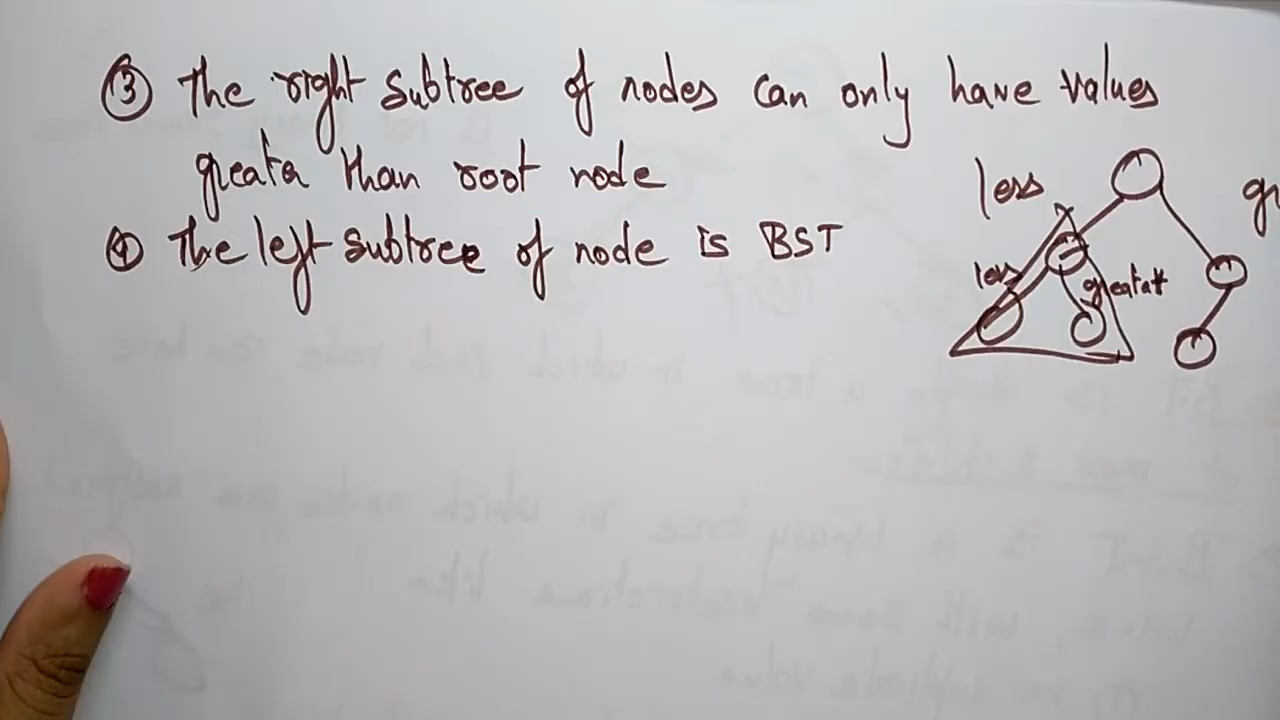 ③ The right subtree of nodes can only have values
greater than root node
④ The left subtree of node is BST
less
less
greater